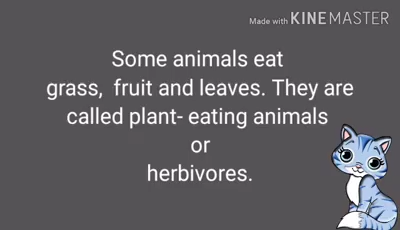 Made with KINEMASTER
Some animals eat
grass,  fruit and leaves. They are
called plant- eating animals
or
herbivores.